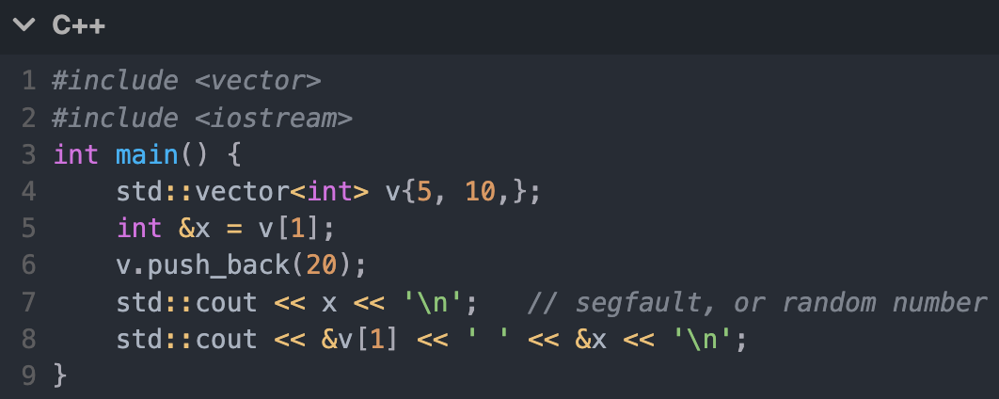 C++
1 #include <vector>
2 #include <iostream>
3 int main() {
4     std::vector<int> v{5, 10,};
5     int &x = v[1];
6     v.push_back(20);
7     std::cout << x << '\n';   // segfault, or random number
8     std::cout << &v[1] << ' ' << &x << '\n';
9 }